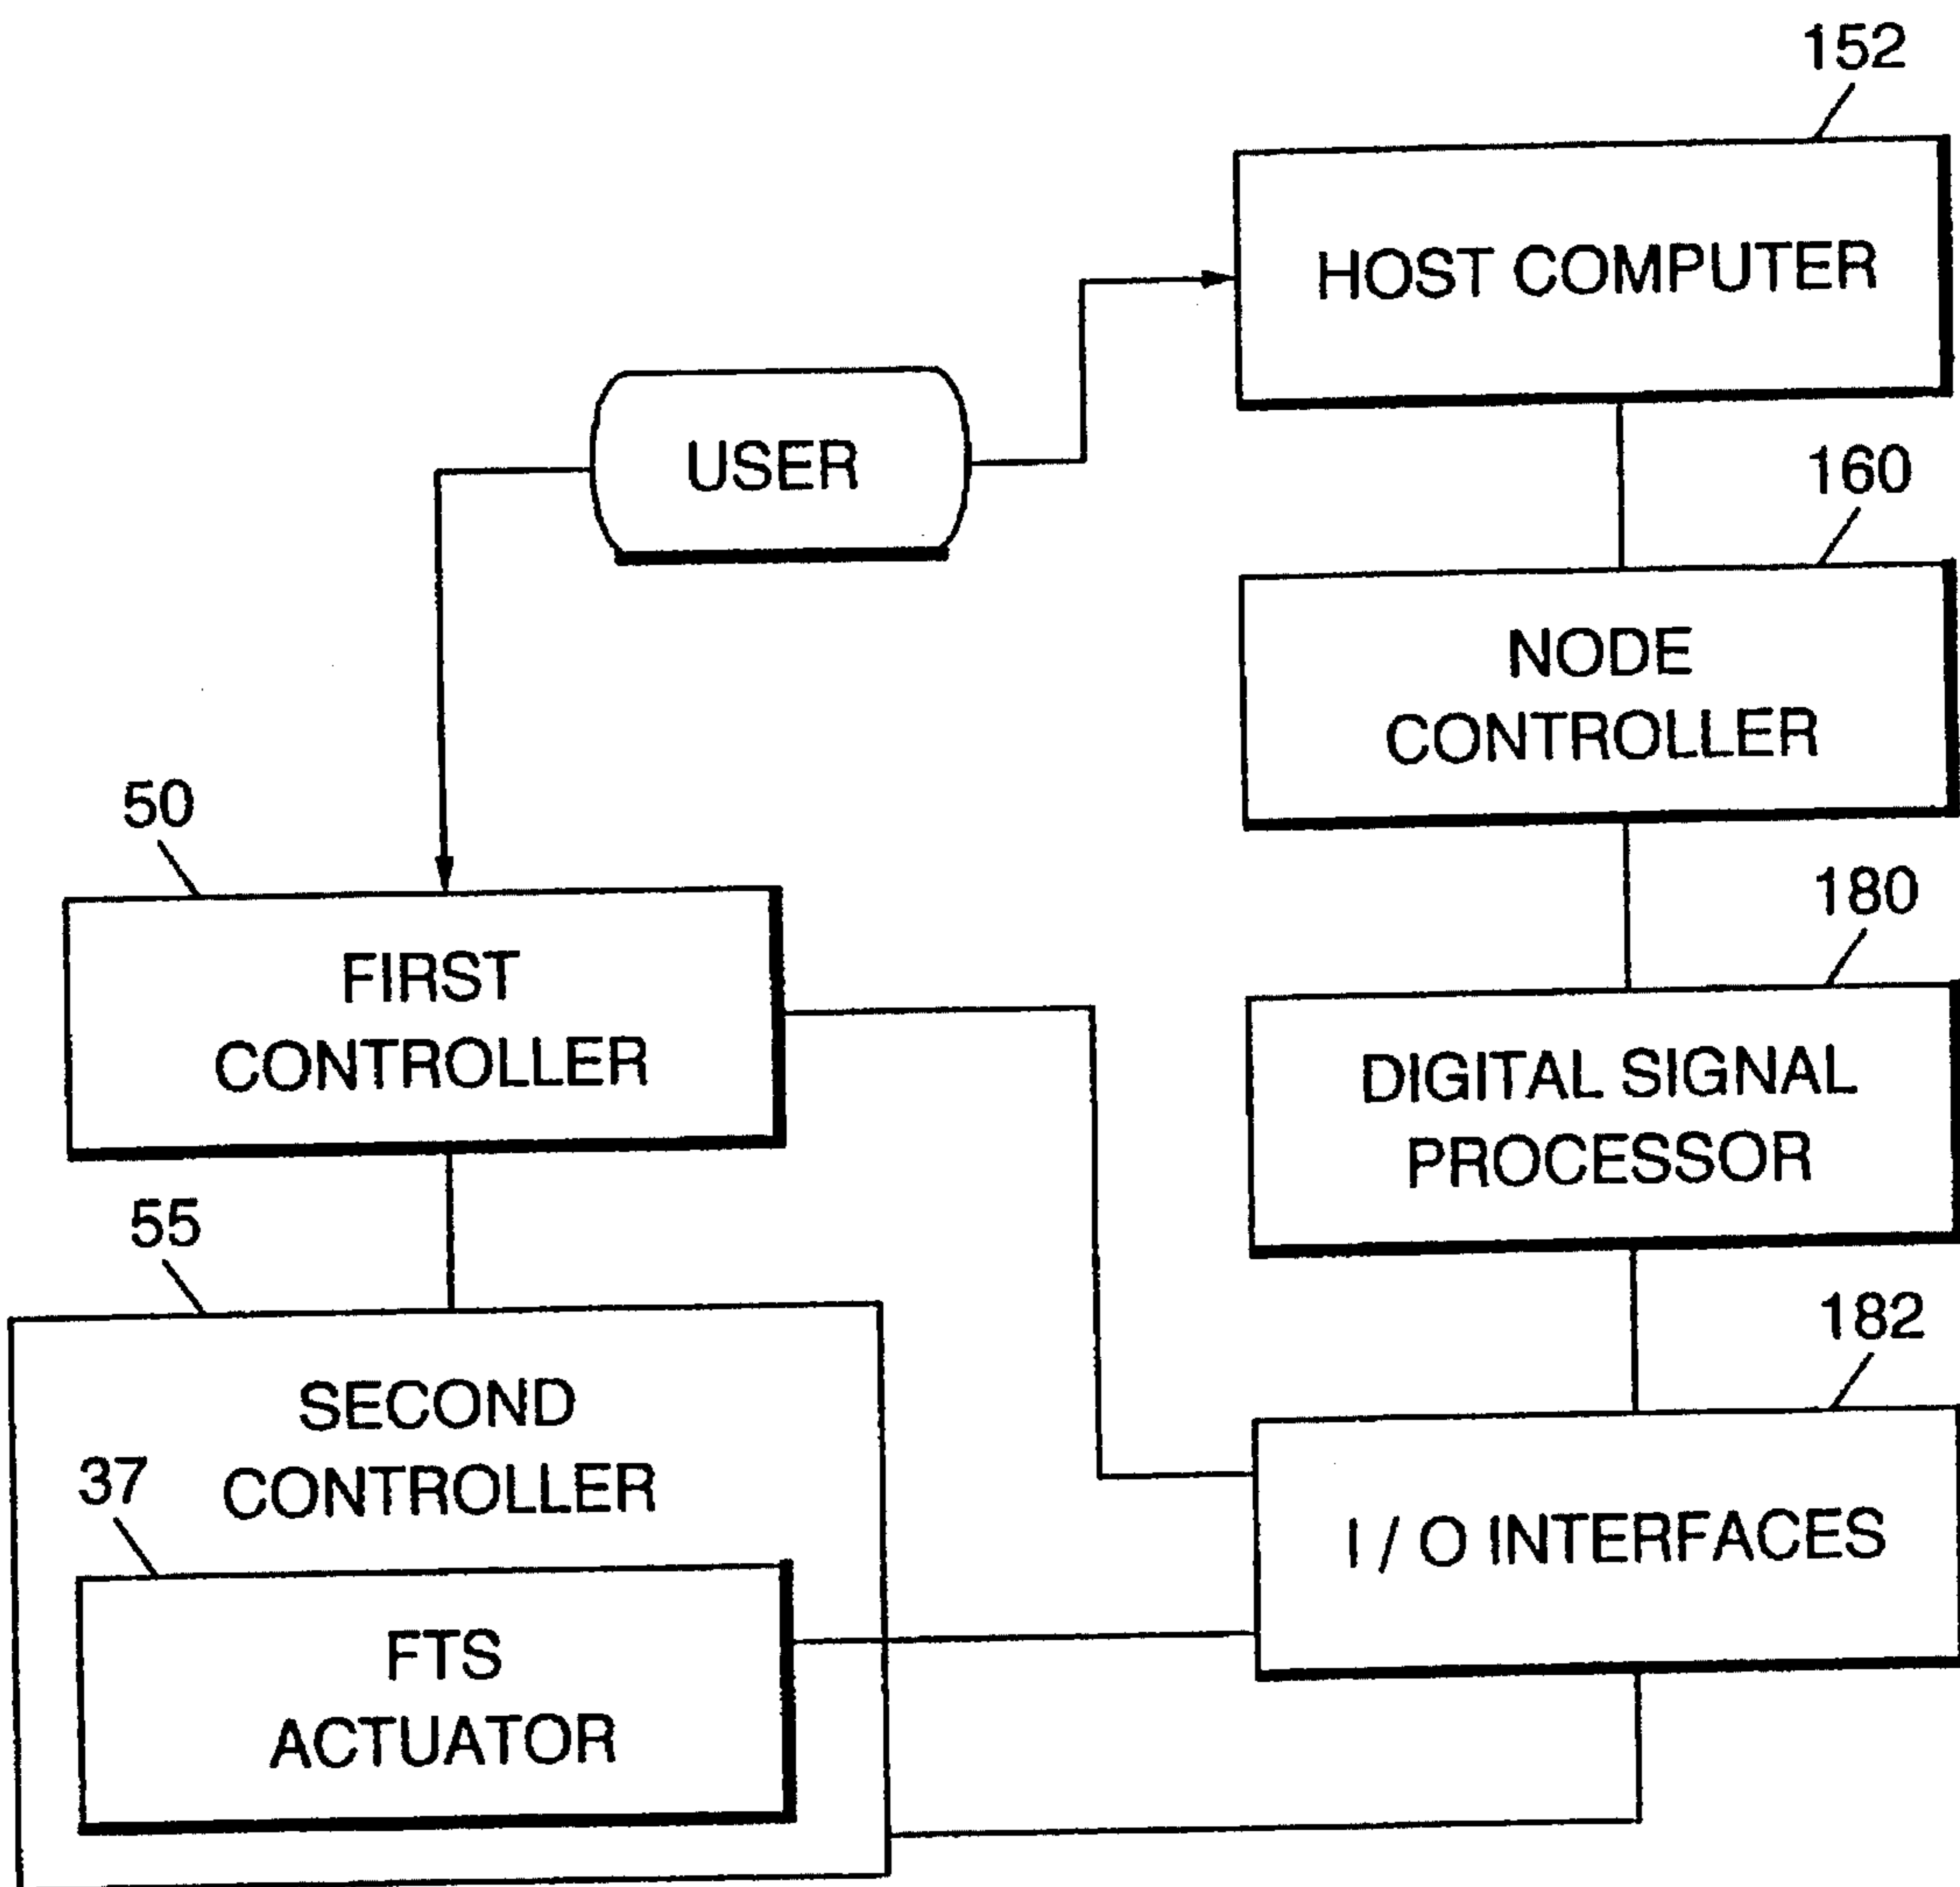 152
HOST COMPUTER
USER
160
NODE
CONTROLLER
50
FIRST
CONTROLLER
180
DIGITAL SIGNAL
PROCESSOR
55
SECOND
CONTROLLER
182
I / O INTERFACES
37
FTS
ACTUATOR